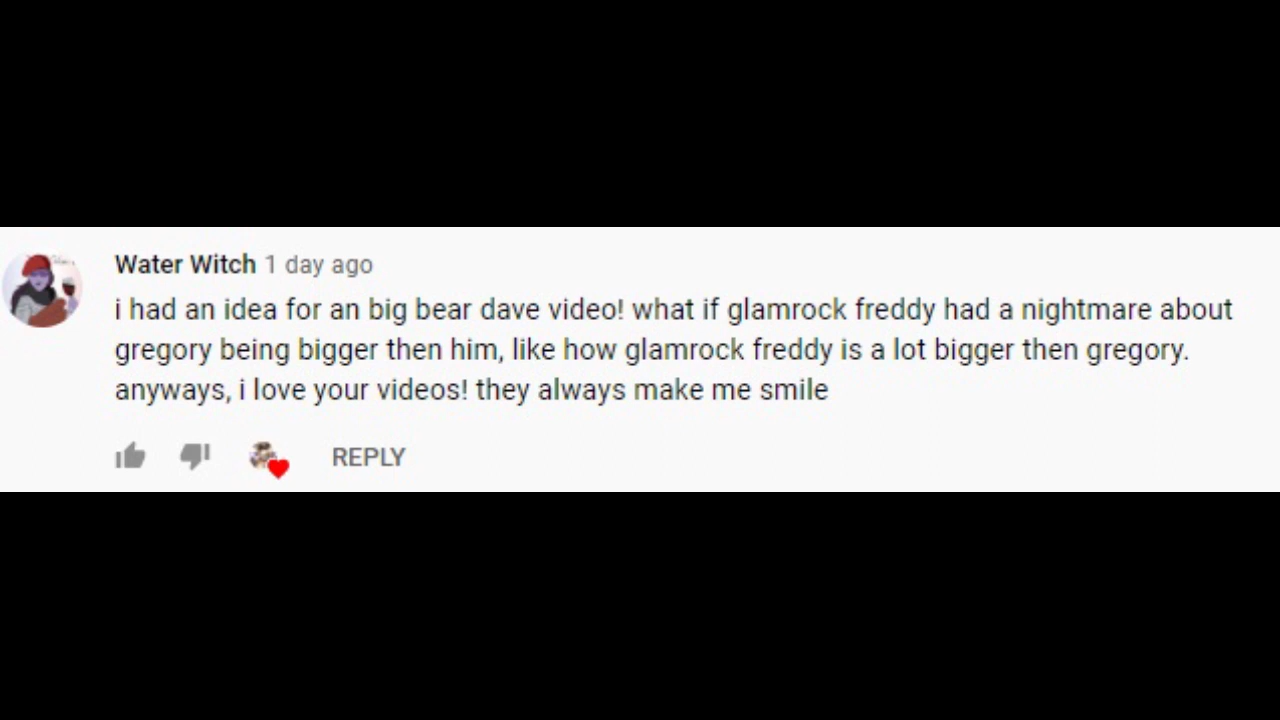 Water Witch 1 day ago
i had an idea for an big bear dave video! what if glamrock freddy had a nightmare about
gregory being bigger then him, like how glamrock freddy is a lot bigger then gregory.
anyways, i love your videos! they always make me smile
REPLY